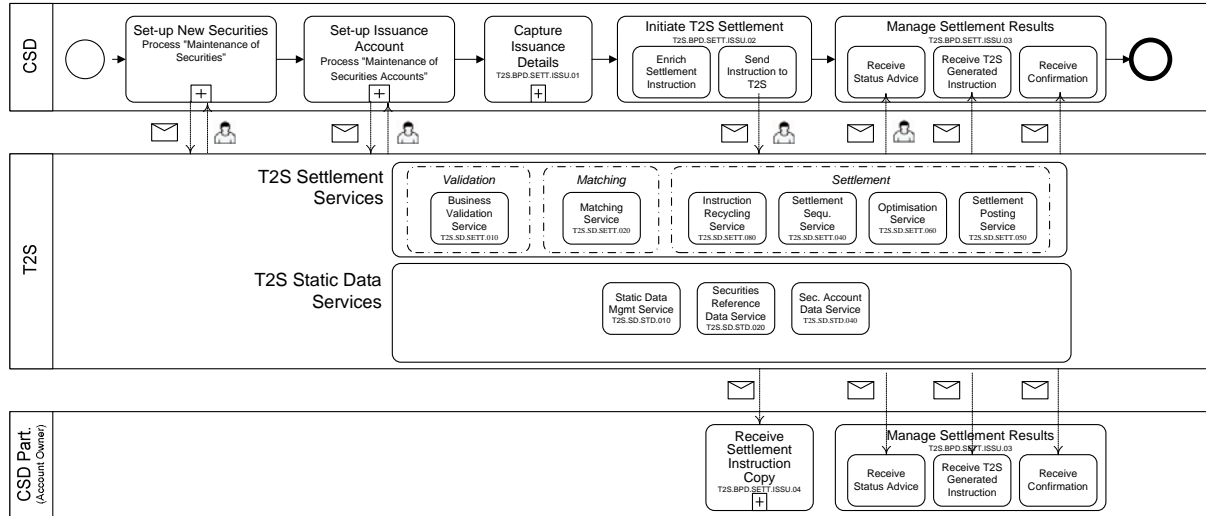 CSD
Set-up New Securities
Process "Maintenance of
Securities"
+
Set-up Issuance
Account
Process "Maintenance of
Securities Accounts"
+
Capture
Issuance
Details
T2S.BPD.SETT.ISSU.01
+
Initiate T2S Settlement
T2S.BPD.SETT.ISSU.02
Enrich
Settlement
Instruction
Send
Instruction to
T2S
Manage Settlement Results
T2S.BPD.SETT.ISSU.03
Receive
Status Advice
Receive T2S
Generated
Instruction
Receive
Confirmation
T2S
T2S Settlement
Services
Validation
Business
Validation
Service
T2S.SD.SETT.010
Matching
Matching
Service
T2S.SD.SETT.020
Settlement
Instruction
Recycling
Service
T2S.SD.SETT.080
Settlement
Sequ.
Service
T2S.SD.SETT.040
Optimisation
Service
T2S.SD.SETT.060
Settlement
Posting
Service
T2S.SD.SETT.050
T2S Static Data
Services
Static Data
Mgmt Service
T2S.SD.STD.010
Securities
Reference
Data Service
T2S.SD.STD.020
Sec. Account
Data Service
T2S.SD.STD.040
CSD Part.
(Account Owner)
Receive
Settlement
Instruction
Copy
T2S.BPD.SETT.ISSU.04
+
Manage Settlement Results
T2S.BPD.SETT.ISSU.03
Receive
Status Advice
Receive T2S
Generated
Instruction
Receive
Confirmation